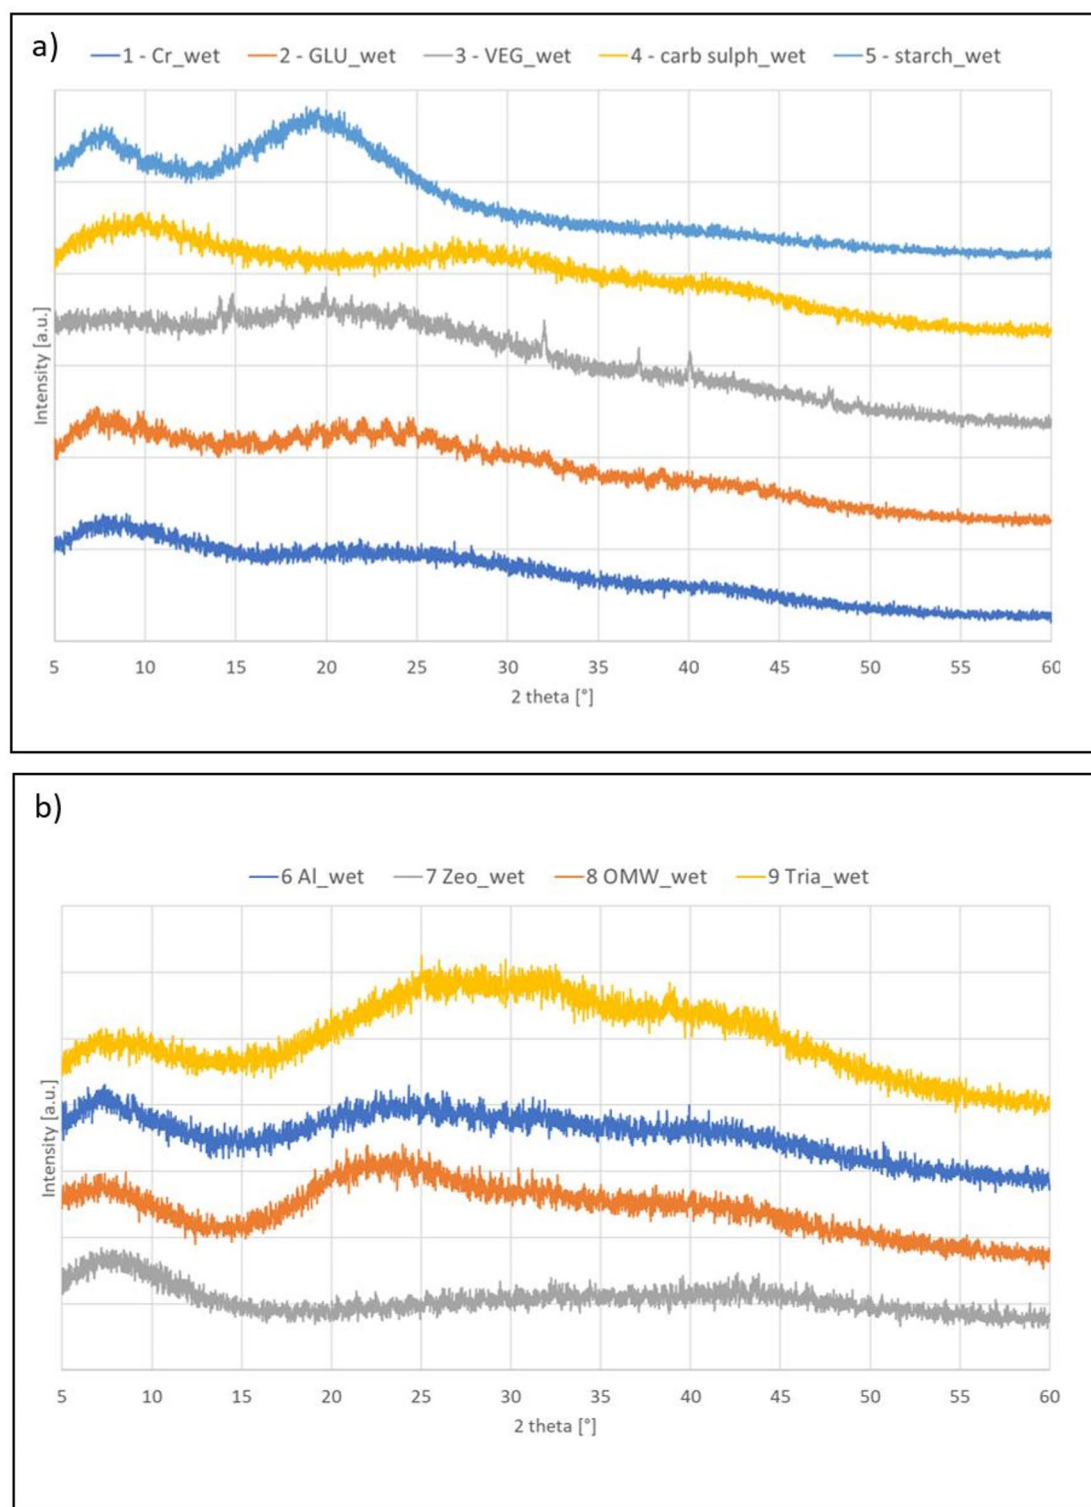 a)
1 - Cr_wet 2 - GLU_wet 3 - VEG_wet 4 - carb sulph_wet 5 - starch_wet
Intensity [a.u.]
5 10 15 20 25 30 35 40 45 50 55 60
2 theta [°]
b)
6 Al_wet 7 Zeo_wet 8 OMW_wet 9 Tria_wet
Intensity [a.u.]
5 10 15 20 25 30 35 40 45 50 55 60
2 theta [°]